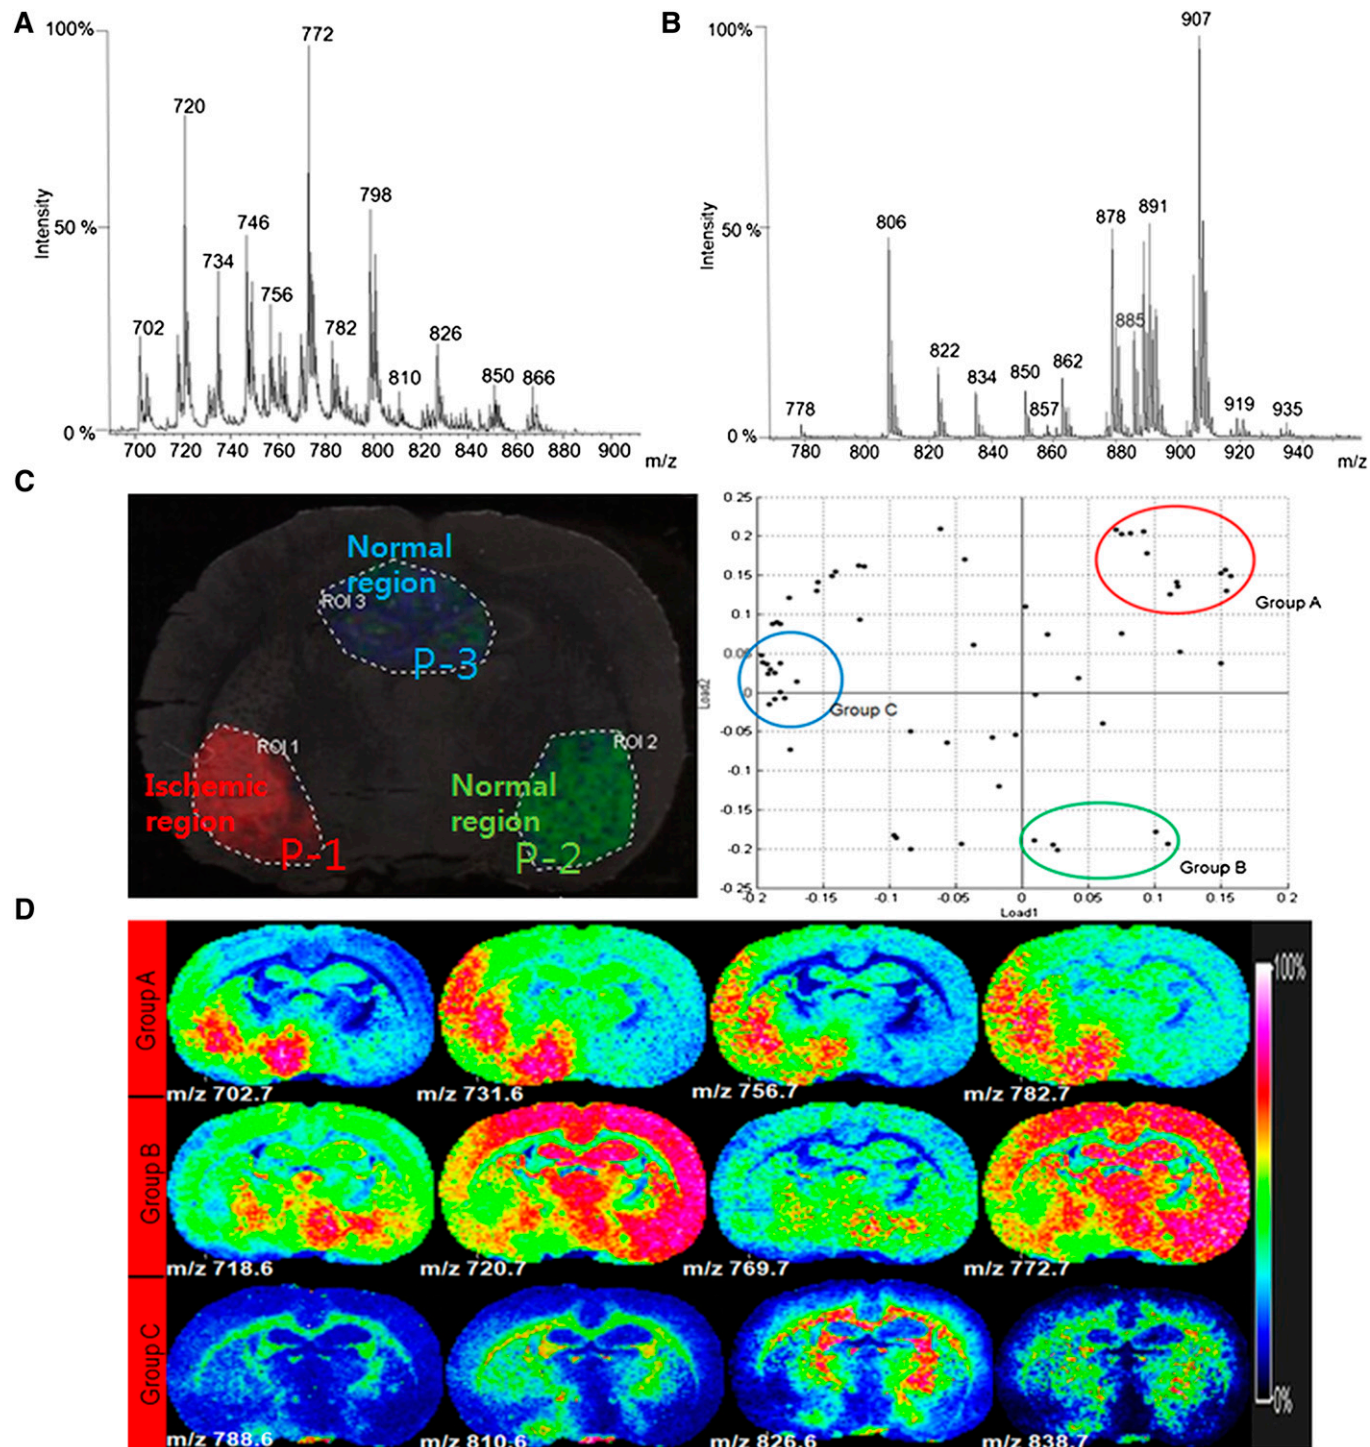 A
100%
50 %
0 %
Intensity
702
720
734
746
756
772
782
798
810
826
850
866
700 720 740 760 780 800 820 840 860 880 900
m/z
B
100%
50 %
0 %
Intensity
778
806
822
834
850
857
862
878
885
891
907
919
935
780 800 820 840 860 880 900 920 940
m/z
C
Normal
region
ROI 3
P-3
ROI 1
Ischemic
region
P-1
ROI 2
Normal
region
P-2
0.25
0.2
0.15
0.1
0.05
0
-0.05
-0.1
-0.15
-0.2
-0.25
Load2
-0.2 -0.15 -0.1 -0.05 0 0.05 0.1 0.15 0.2
Load1
Group A
Group C
Group B
D
Group A
m/z 702.7 m/z 731.6 m/z 756.7 m/z 782.7
Group B
m/z 718.6 m/z 720.7 m/z 769.7 m/z 772.7
Group C
m/z 788.6 m/z 810.6 m/z 826.6 m/z 838.7
100%
0%